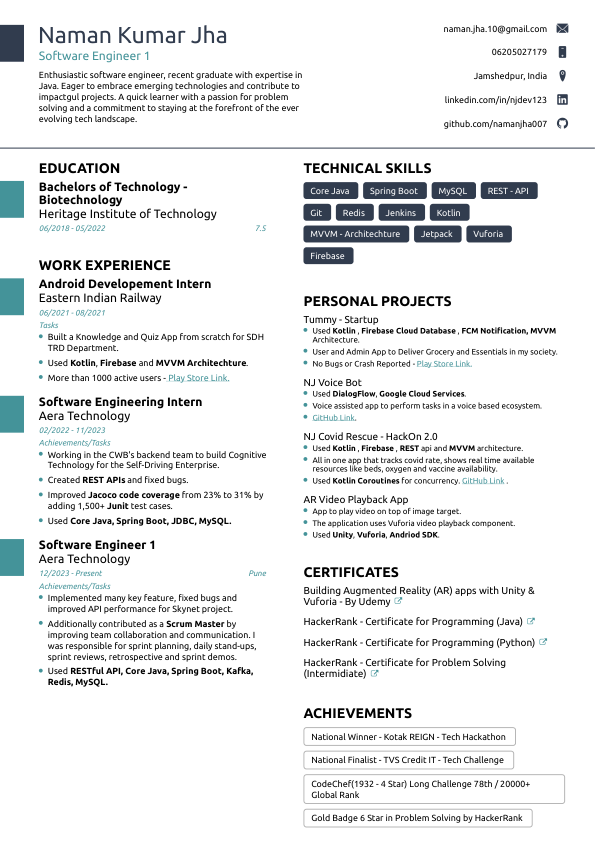 Naman Kumar Jha
Software Engineer 1
Enthusiastic software engineer, recent graduate with expertise in
Java. Eager to embrace emerging technologies and contribute to
impactgul projects. A quick learner with a passion for problem
solving and a commitment to staying at the forefront of the ever
evolving tech landscape.
naman.jha.10@gmail.com
06205027179
Jamshedpur, India
linkedin.com/in/njdev123
github.com/namanjha007
EDUCATION
Bachelors of Technology -
Biotechnology
Heritage Institute of Technology
06/2018 - 05/2022 7.5
WORK EXPERIENCE
Android Developement Intern
Eastern Indian Railway
06/2021 - 08/2021
Tasks
Built a Knowledge and Quiz App from scratch for SDH
TRD Department.
Used Kotlin, Firebase and MVVM Architechture.
More than 1000 active users - Play Store Link.
Software Engineering Intern
Aera Technology
02/2022 - 11/2023
Achievements/Tasks
Working in the CWB's backend team to build Cognitive
Technology for the Self-Driving Enterprise.
Created REST APIs and fixed bugs.
Improved Jacoco code coverage from 23% to 31% by
adding 1,500+ Junit test cases.
Used Core Java, Spring Boot, JDBC, MySQL.
Software Engineer 1
Aera Technology
12/2023 - Present Pune
Achievements/Tasks
Implemented many key feature, fixed bugs and
improved API performance for Skynet project.
Additionally contributed as a Scrum Master by
improving team collaboration and communication. I
was responsible for sprint planning, daily stand-ups,
sprint reviews, retrospective and sprint demos.
Used RESTful API, Core Java, Spring Boot, Kafka,
Redis, MySQL.
TECHNICAL SKILLS
Core Java Spring Boot MySQL REST - API
Git Redis Jenkins Kotlin
MVVM - Architechture Jetpack Vuforia
Firebase
PERSONAL PROJECTS
Tummy - Startup
Used Kotlin , Firebase Cloud Database , FCM Notification, MVVM
Architecture.
User and Admin App to Deliver Grocery and Essentials in my society.
No Bugs or Crash Reported - Play Store Link.
NJ Voice Bot
Used DialogFlow, Google Cloud Services.
Voice assisted app to perform tasks in a voice based ecosystem.
GitHub Link.
NJ Covid Rescue - HackOn 2.0
Used Kotlin , Firebase , REST api and MVVM architecture.
All in one app that tracks covid rate, shows real time available
resources like beds, oxygen and vaccine availability.
Used Kotlin Coroutines for concurrency. GitHub Link .
AR Video Playback App
App to play video on top of image target.
The application uses Vuforia video playback component.
Used Unity, Vuforia, Andriod SDK.
CERTIFICATES
Building Augmented Reality (AR) apps with Unity &
Vuforia - By Udemy
HackerRank - Certificate for Programming (Java)
HackerRank - Certificate for Programming (Python)
HackerRank - Certificate for Problem Solving
(Intermidiate)
ACHIEVEMENTS
National Winner - Kotak REIGN - Tech Hackathon
National Finalist - TVS Credit IT - Tech Challenge
CodeChef(1932 - 4 Star) Long Challenge 78th / 20000+
Global Rank
Gold Badge 6 Star in Problem Solving by HackerRank